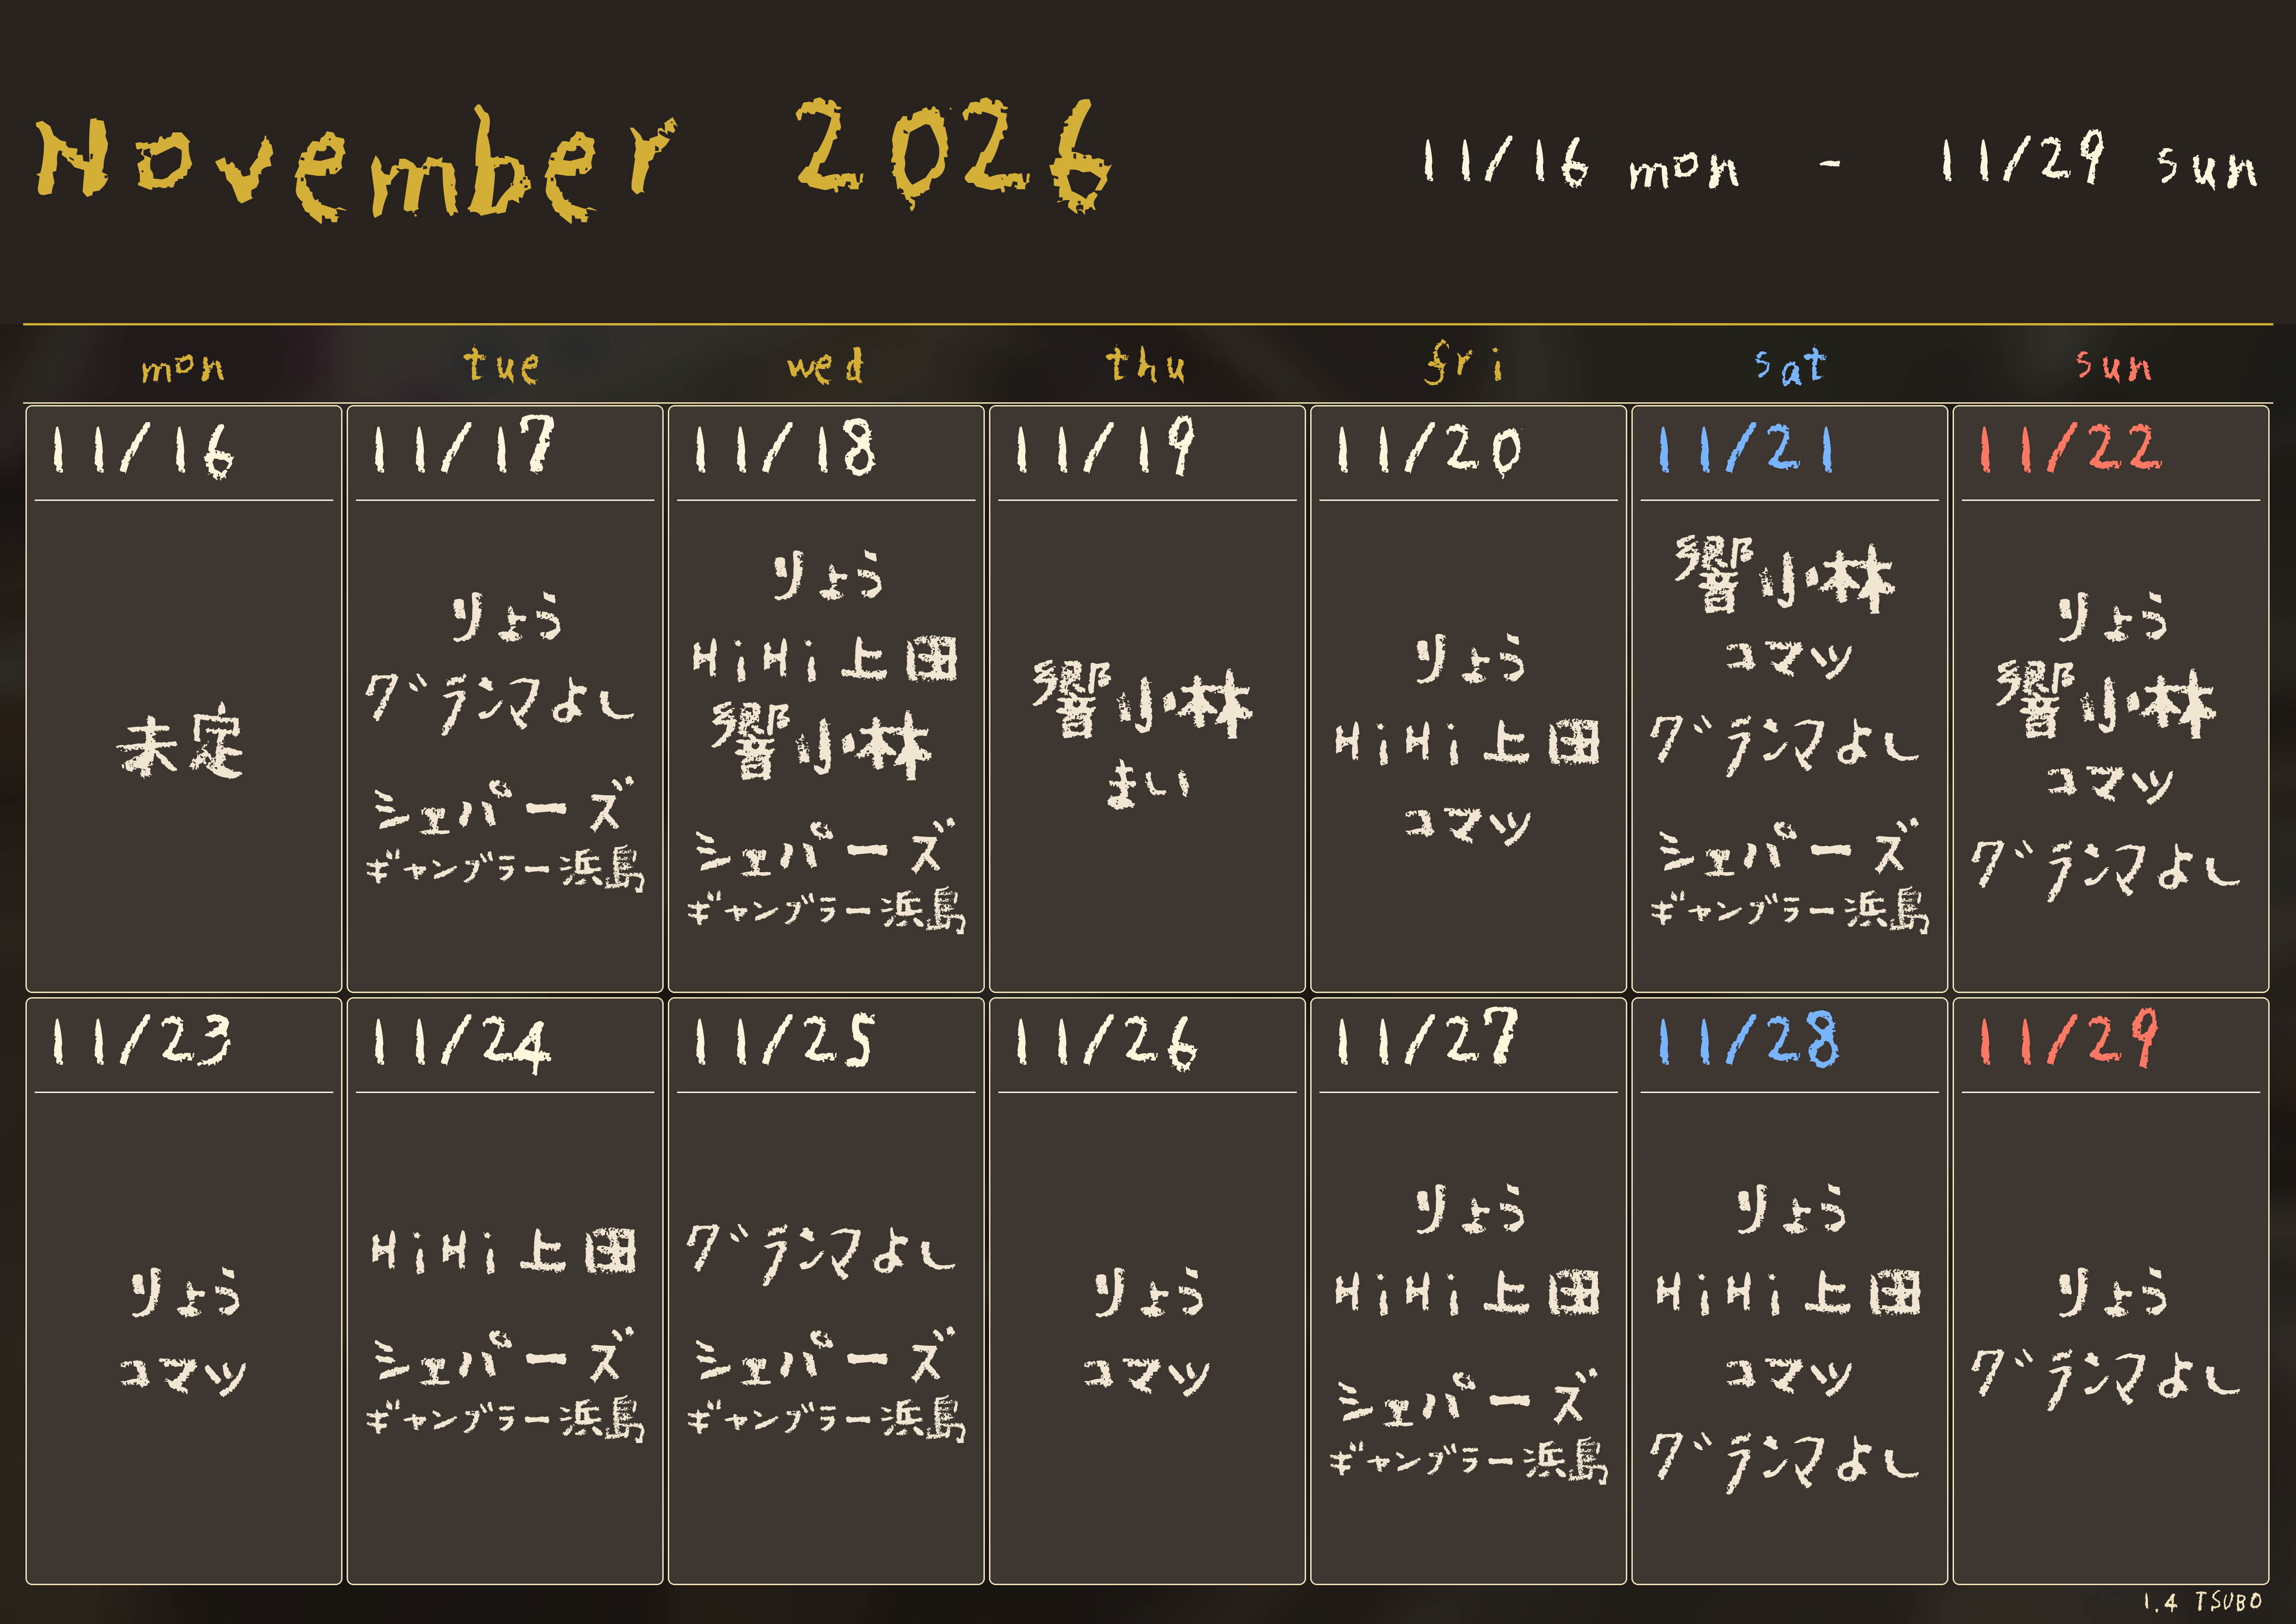 November 2026
11/16 mon - 11/29 sun
mon tue wed thu fri sat sun
11/16
未定
11/17
りょう
グランマよし
シェパーズ
ギャンブラー浜島
11/18
りょう
HiHi上田
響小林
シェパーズ
ギャンブラー浜島
11/19
響小林
まい
11/20
りょう
HiHi上田
コマツ
11/21
響小林
コマツ
グランマよし
シェパーズ
ギャンブラー浜島
11/22
りょう
響小林
コマツ
グランマよし
11/23
りょう
コマツ
11/24
HiHi上田
シェパーズ
ギャンブラー浜島
11/25
グランマよし
シェパーズ
ギャンブラー浜島
11/26
りょう
コマツ
11/27
りょう
HiHi上田
シェパーズ
ギャンブラー浜島
11/28
りょう
HiHi上田
コマツ
グランマよし
11/29
りょう
グランマよし
1.4 TSUBO